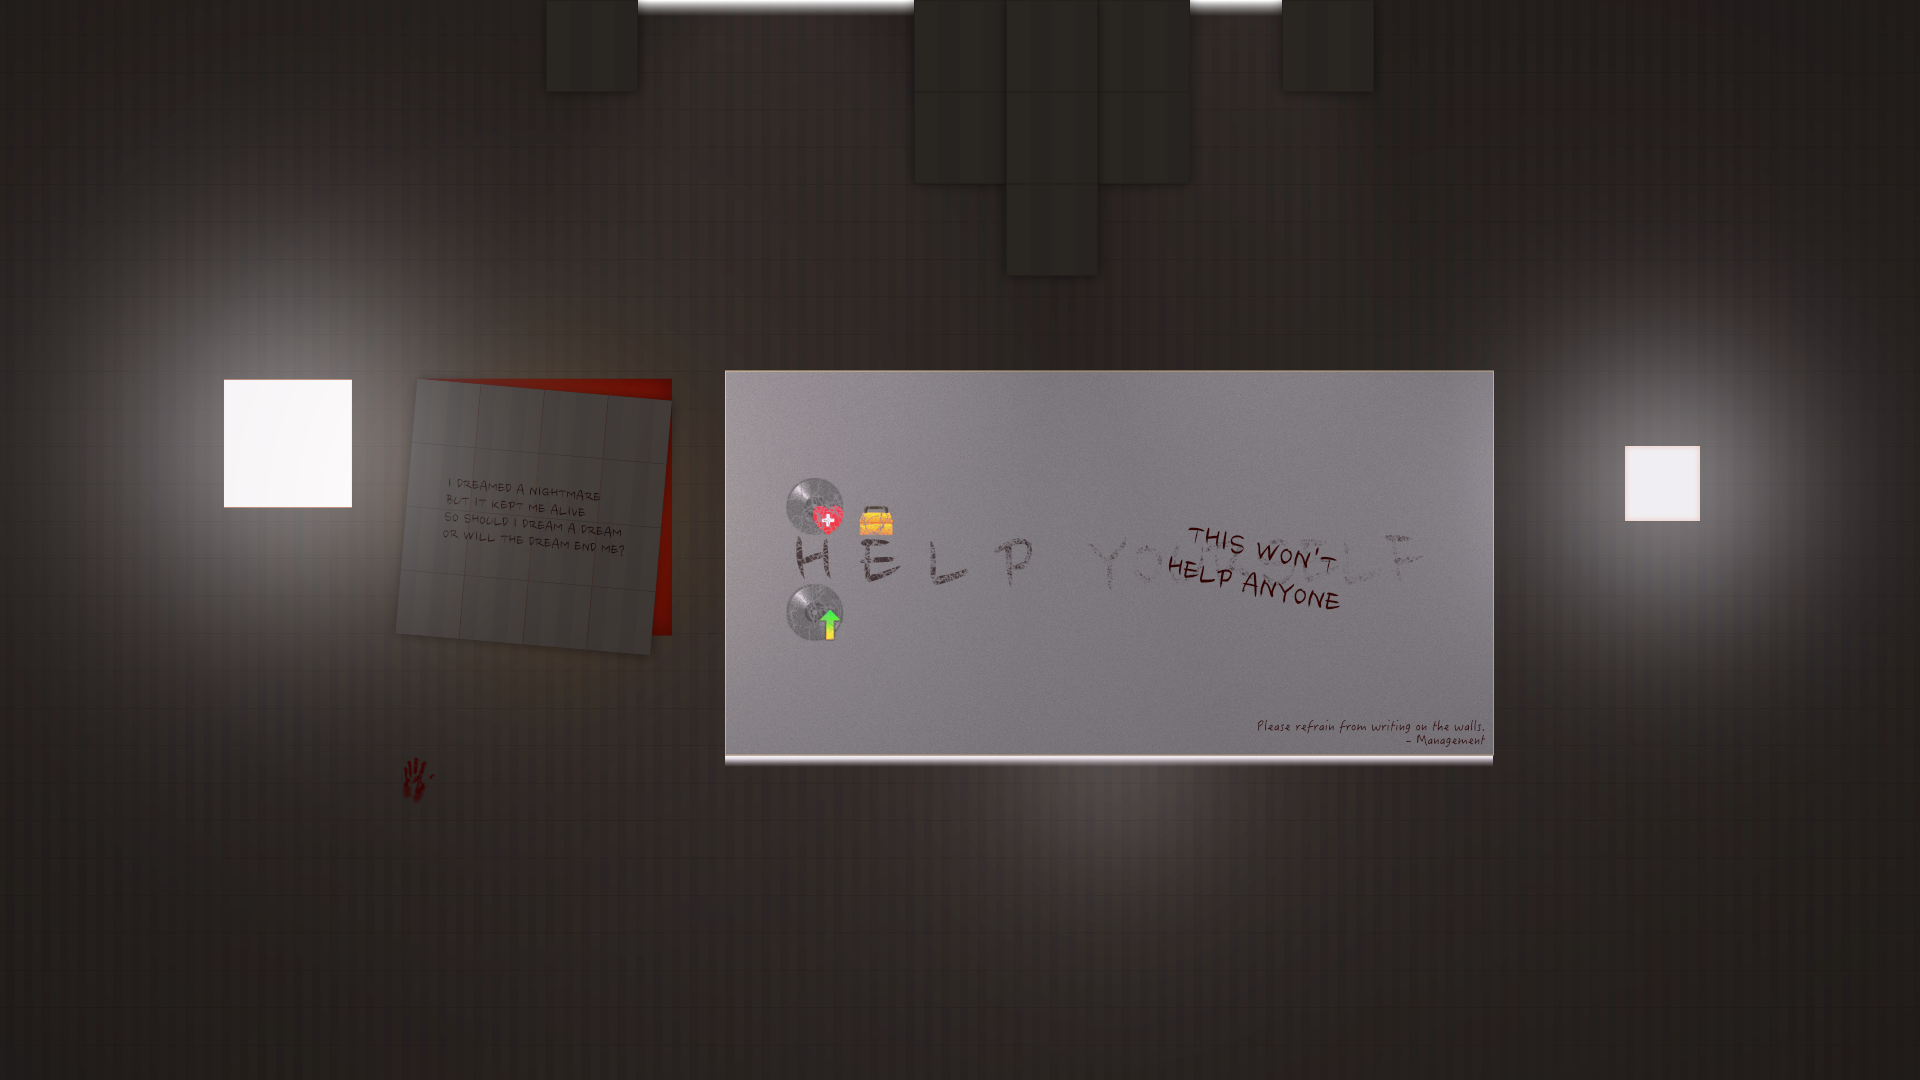 I DREAMED A NIGHTMARE
BUT IT KEPT ME ALIVE
SO SHOULD I DREAM A DREAM
OR WILL THE DREAM END ME?
HELP YOURSELF
THIS WON'T
HELP ANYONE
Please refrain from writing on the walls.
- Management